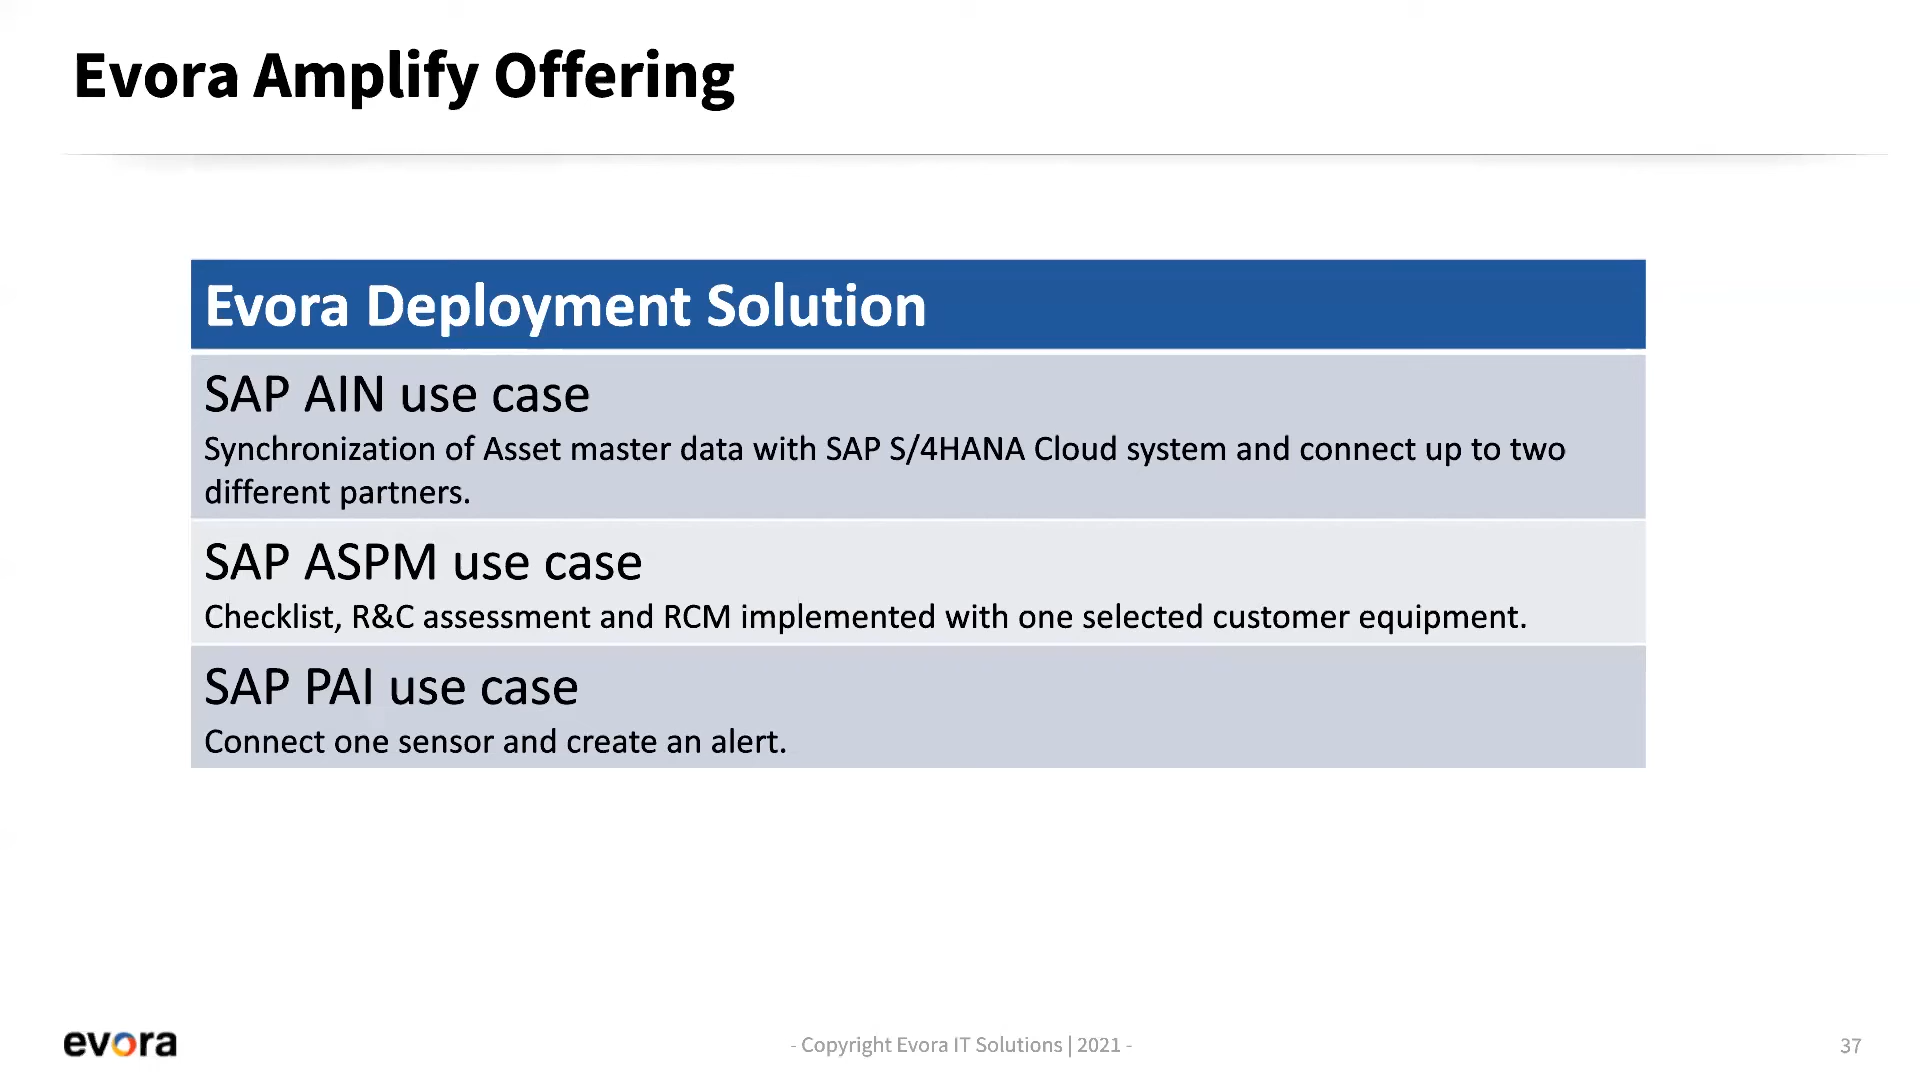 Evora Amplify Offering
Evora Deployment Solution
SAP AIN use case
Synchronization of Asset master data with SAP S/4HANA Cloud system and connect up to two
different partners.
SAP ASPM use case
Checklist, R&C assessment and RCM implemented with one selected customer equipment.
SAP PAI use case
Connect one sensor and create an alert.
evora
- Copyright Evora IT Solutions | 2021 -
37